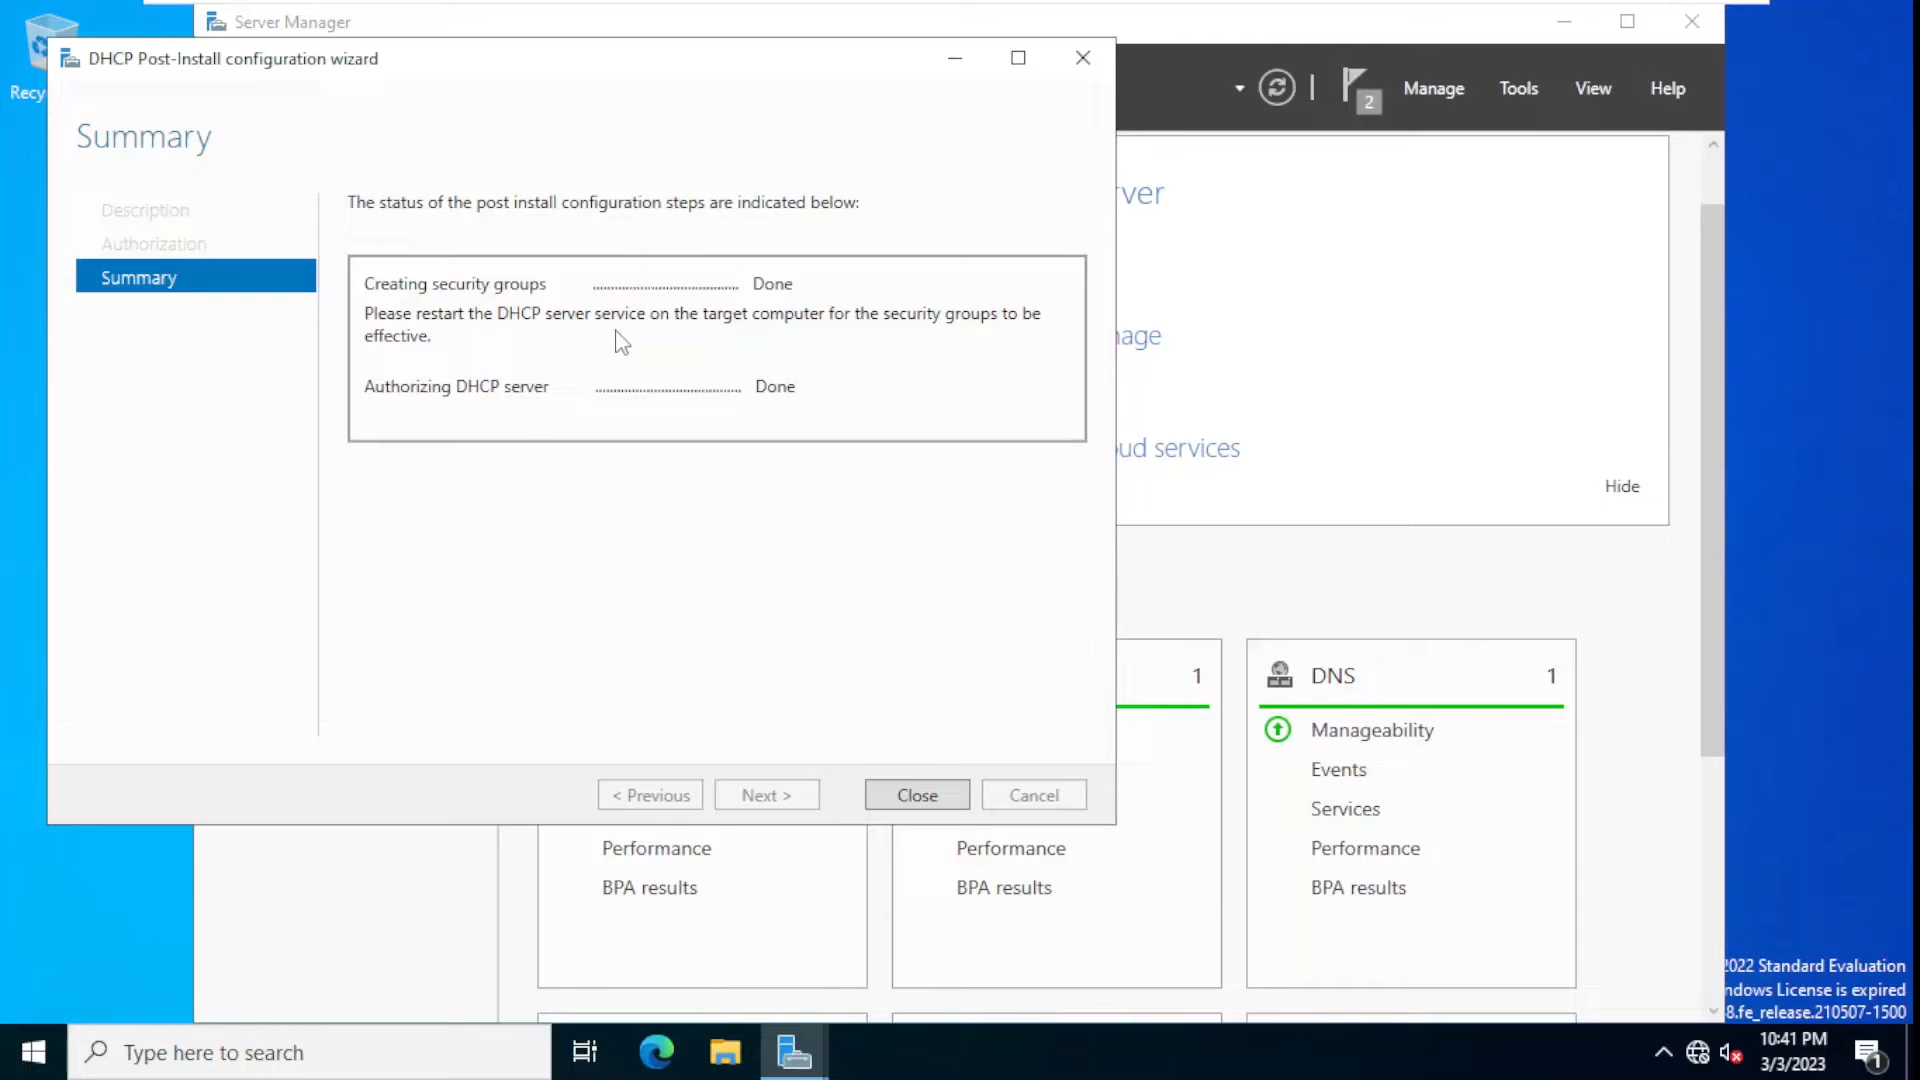 Server Manager
DHCP Post-Install configuration wizard
Recy
2
Manage
Tools
View
Help
Summary
Description
Authorization
Summary
The status of the post install configuration steps are indicated below:
Creating security groups ........................................ Done
Please restart the DHCP server service on the target computer for the security groups to be
effective.
Authorizing DHCP server ........................................ Done
ver
age
ud services
Hide
< Previous
Next >
Close
Cancel
1
DNS
1
Manageability
Events
Services
Performance
BPA results
Performance
BPA results
Performance
BPA results
2022 Standard Evaluation
ndows License is expired
8.fe_release.210507-1500
Type here to search
10:41 PM
3/3/2023
1